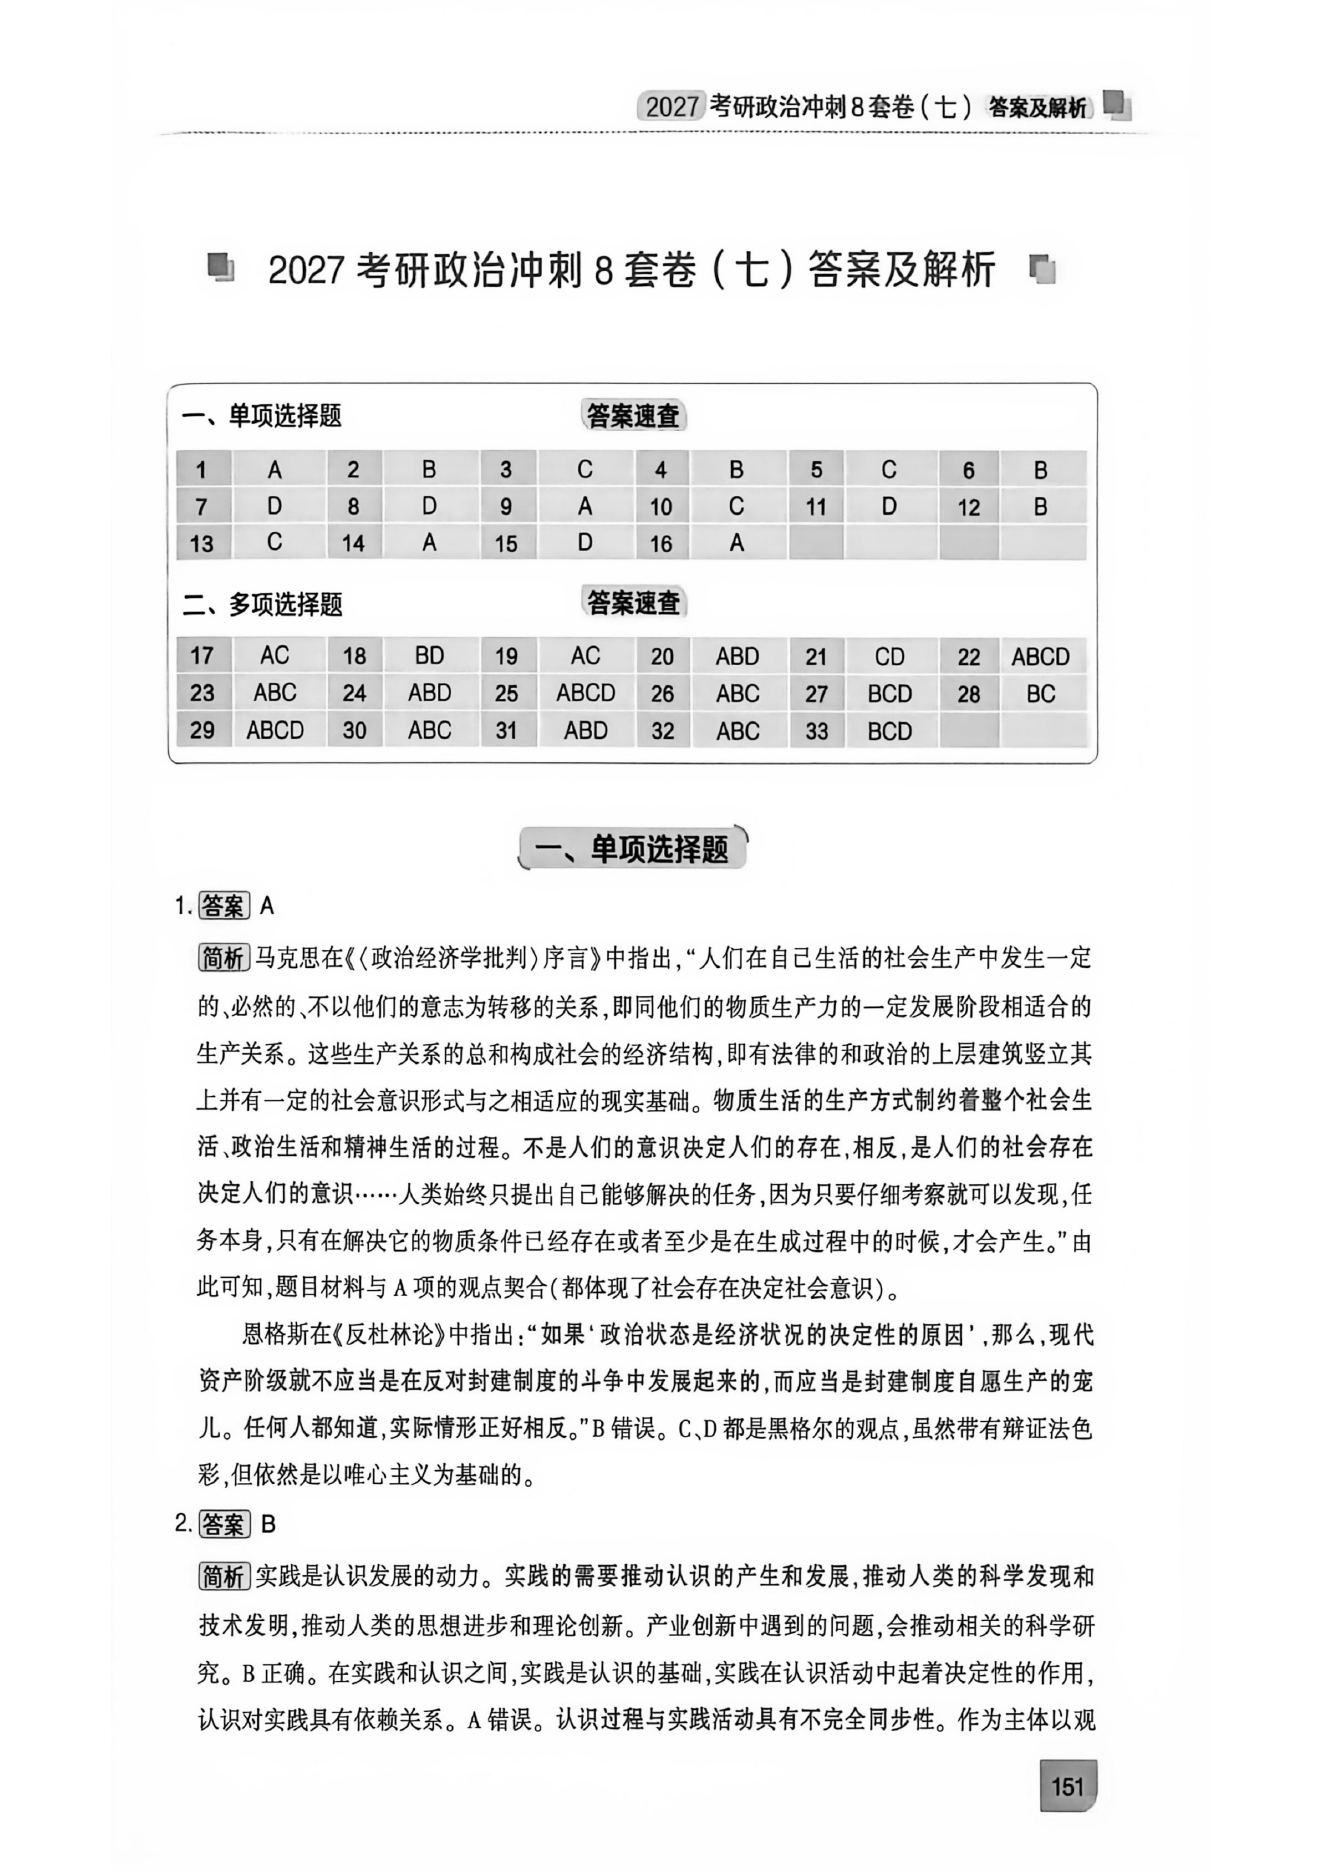 2027 考研政治冲刺8套卷(七) 答案及解析
2027 考研政治冲刺 8 套卷(七)答案及解析
一、单项选择题 答案速查
1 A 2 B 3 C 4 B 5 C 6 B
7 D 8 D 9 A 10 C 11 D 12 B
13 C 14 A 15 D 16 A
二、多项选择题 答案速查
17 AC 18 BD 19 AC 20 ABD 21 CD 22 ABCD
23 ABC 24 ABD 25 ABCD 26 ABC 27 BCD 28 BC
29 ABCD 30 ABC 31 ABD 32 ABC 33 BCD
一、单项选择题
1. 答案 A
简析 马克思在《〈政治经济学批判〉序言》中指出,“人们在自己生活的社会生产中发生一定
的、必然的、不以他们的意志为转移的关系,即同他们的物质生产力的一定发展阶段相适合的
生产关系。这些生产关系的总和构成社会的经济结构,即有法律的和政治的上层建筑竖立其
上并有一定的社会意识形式与之相适应的现实基础。物质生活的生产方式制约着整个社会生
活、政治生活和精神生活的过程。不是人们的意识决定人们的存在,相反,是人们的社会存在
决定人们的意识……人类始终只提出自己能够解决的任务,因为只要仔细考察就可以发现,任
务本身,只有在解决它的物质条件已经存在或者至少是在生成过程中的时候,才会产生。”由
此可知,题目材料与 A 项的观点契合(都体现了社会存在决定社会意识)。
恩格斯在《反杜林论》中指出:“如果‘政治状态是经济状况的决定性的原因’,那么,现代
资产阶级就不应当是在反对封建制度的斗争中发展起来的,而应当是封建制度自愿生产的宠
儿。任何人都知道,实际情形正好相反。”B 错误。C、D 都是黑格尔的观点,虽然带有辩证法色
彩,但依然是以唯心主义为基础的。
2. 答案 B
简析 实践是认识发展的动力。实践的需要推动认识的产生和发展,推动人类的科学发现和
技术发明,推动人类的思想进步和理论创新。产业创新中遇到的问题,会推动相关的科学研
究。B 正确。在实践和认识之间,实践是认识的基础,实践在认识活动中起着决定性的作用,
认识对实践具有依赖关系。A 错误。认识过程与实践活动具有不完全同步性。作为主体以观
151